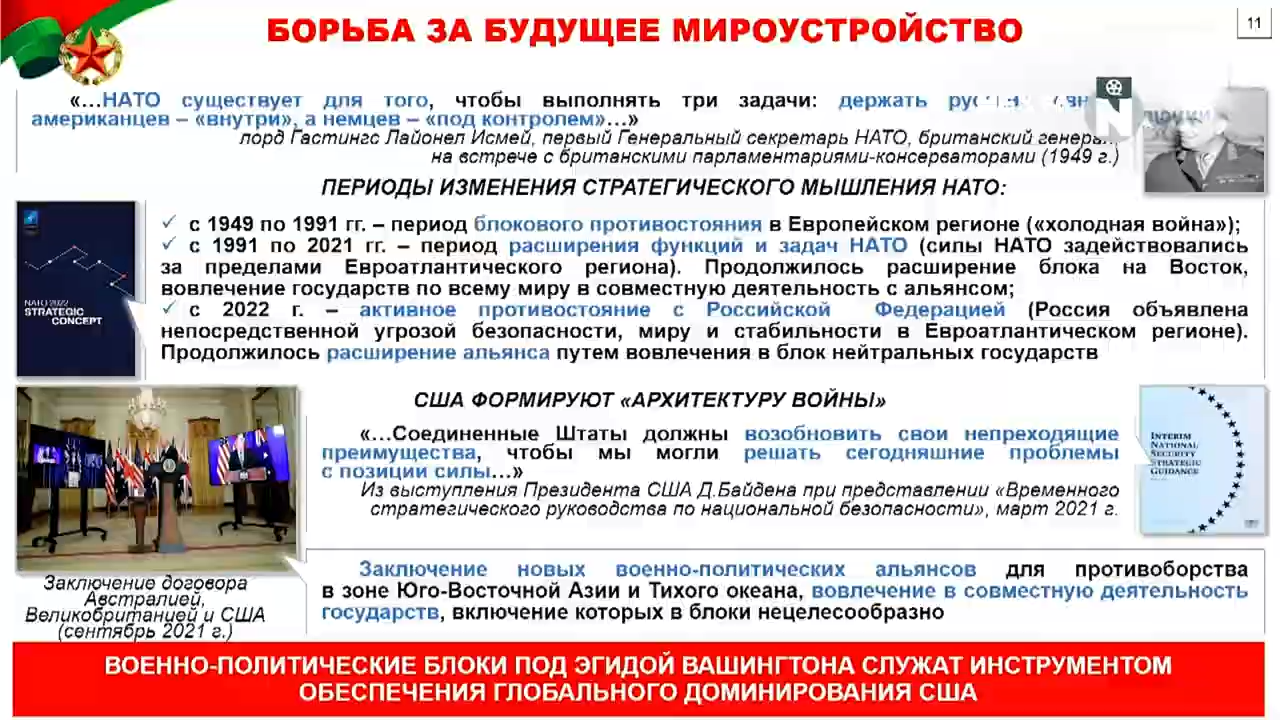 БОРЬБА ЗА БУДУЩЕЕ МИРОУСТРОЙСТВО
11
«…НАТО существует для того, чтобы выполнять три задачи: держать
американцев – «внутри», а немцев – «под контролем»…»
лорд Гастингс Лайонел Исмей, первый Генеральный секретарь НАТО, британский генерал,
на встрече с британскими парламентариями-консерваторами (1949 г.)
N
ПЕРИОДЫ ИЗМЕНЕНИЯ СТРАТЕГИЧЕСКОГО МЫШЛЕНИЯ НАТО:
✓ с 1949 по 1991 гг. – период блокового противостояния в Европейском регионе («холодная война»);
✓ с 1991 по 2021 гг. – период расширения функций и задач НАТО (силы НАТО задействовались
за пределами Евроатлантического региона). Продолжилось расширение блока на Восток,
вовлечение государств по всему миру в совместную деятельность с альянсом;
✓ с 2022 г. – активное противостояние с Российской Федерацией (Россия объявлена
непосредственной угрозой безопасности, миру и стабильности в Евроатлантическом регионе).
Продолжилось расширение альянса путем вовлечения в блок нейтральных государств
NATO 2022
STRATEGIC
CONCEPT
США ФОРМИРУЮТ «АРХИТЕКТУРУ ВОЙНЫ»
«…Соединенные Штаты должны возобновить свои непреходящие
преимущества, чтобы мы могли решать сегодняшние проблемы
с позиции силы…»
Из выступления Президента США Д.Байдена при представлении «Временного
стратегического руководства по национальной безопасности», март 2021 г.
INTERIM
NATIONAL
SECURITY
STRATEGIC
GUIDANCE
Заключение договора
Австралией,
Великобританией и США
(сентябрь 2021 г.)
Заключение новых военно-политических альянсов для противоборства
в зоне Юго-Восточной Азии и Тихого океана, вовлечение в совместную деятельность
государств, включение которых в блоки нецелесообразно
ВОЕННО-ПОЛИТИЧЕСКИЕ БЛОКИ ПОД ЭГИДОЙ ВАШИНГТОНА СЛУЖАТ ИНСТРУМЕНТОМ
ОБЕСПЕЧЕНИЯ ГЛОБАЛЬНОГО ДОМИНИРОВАНИЯ США